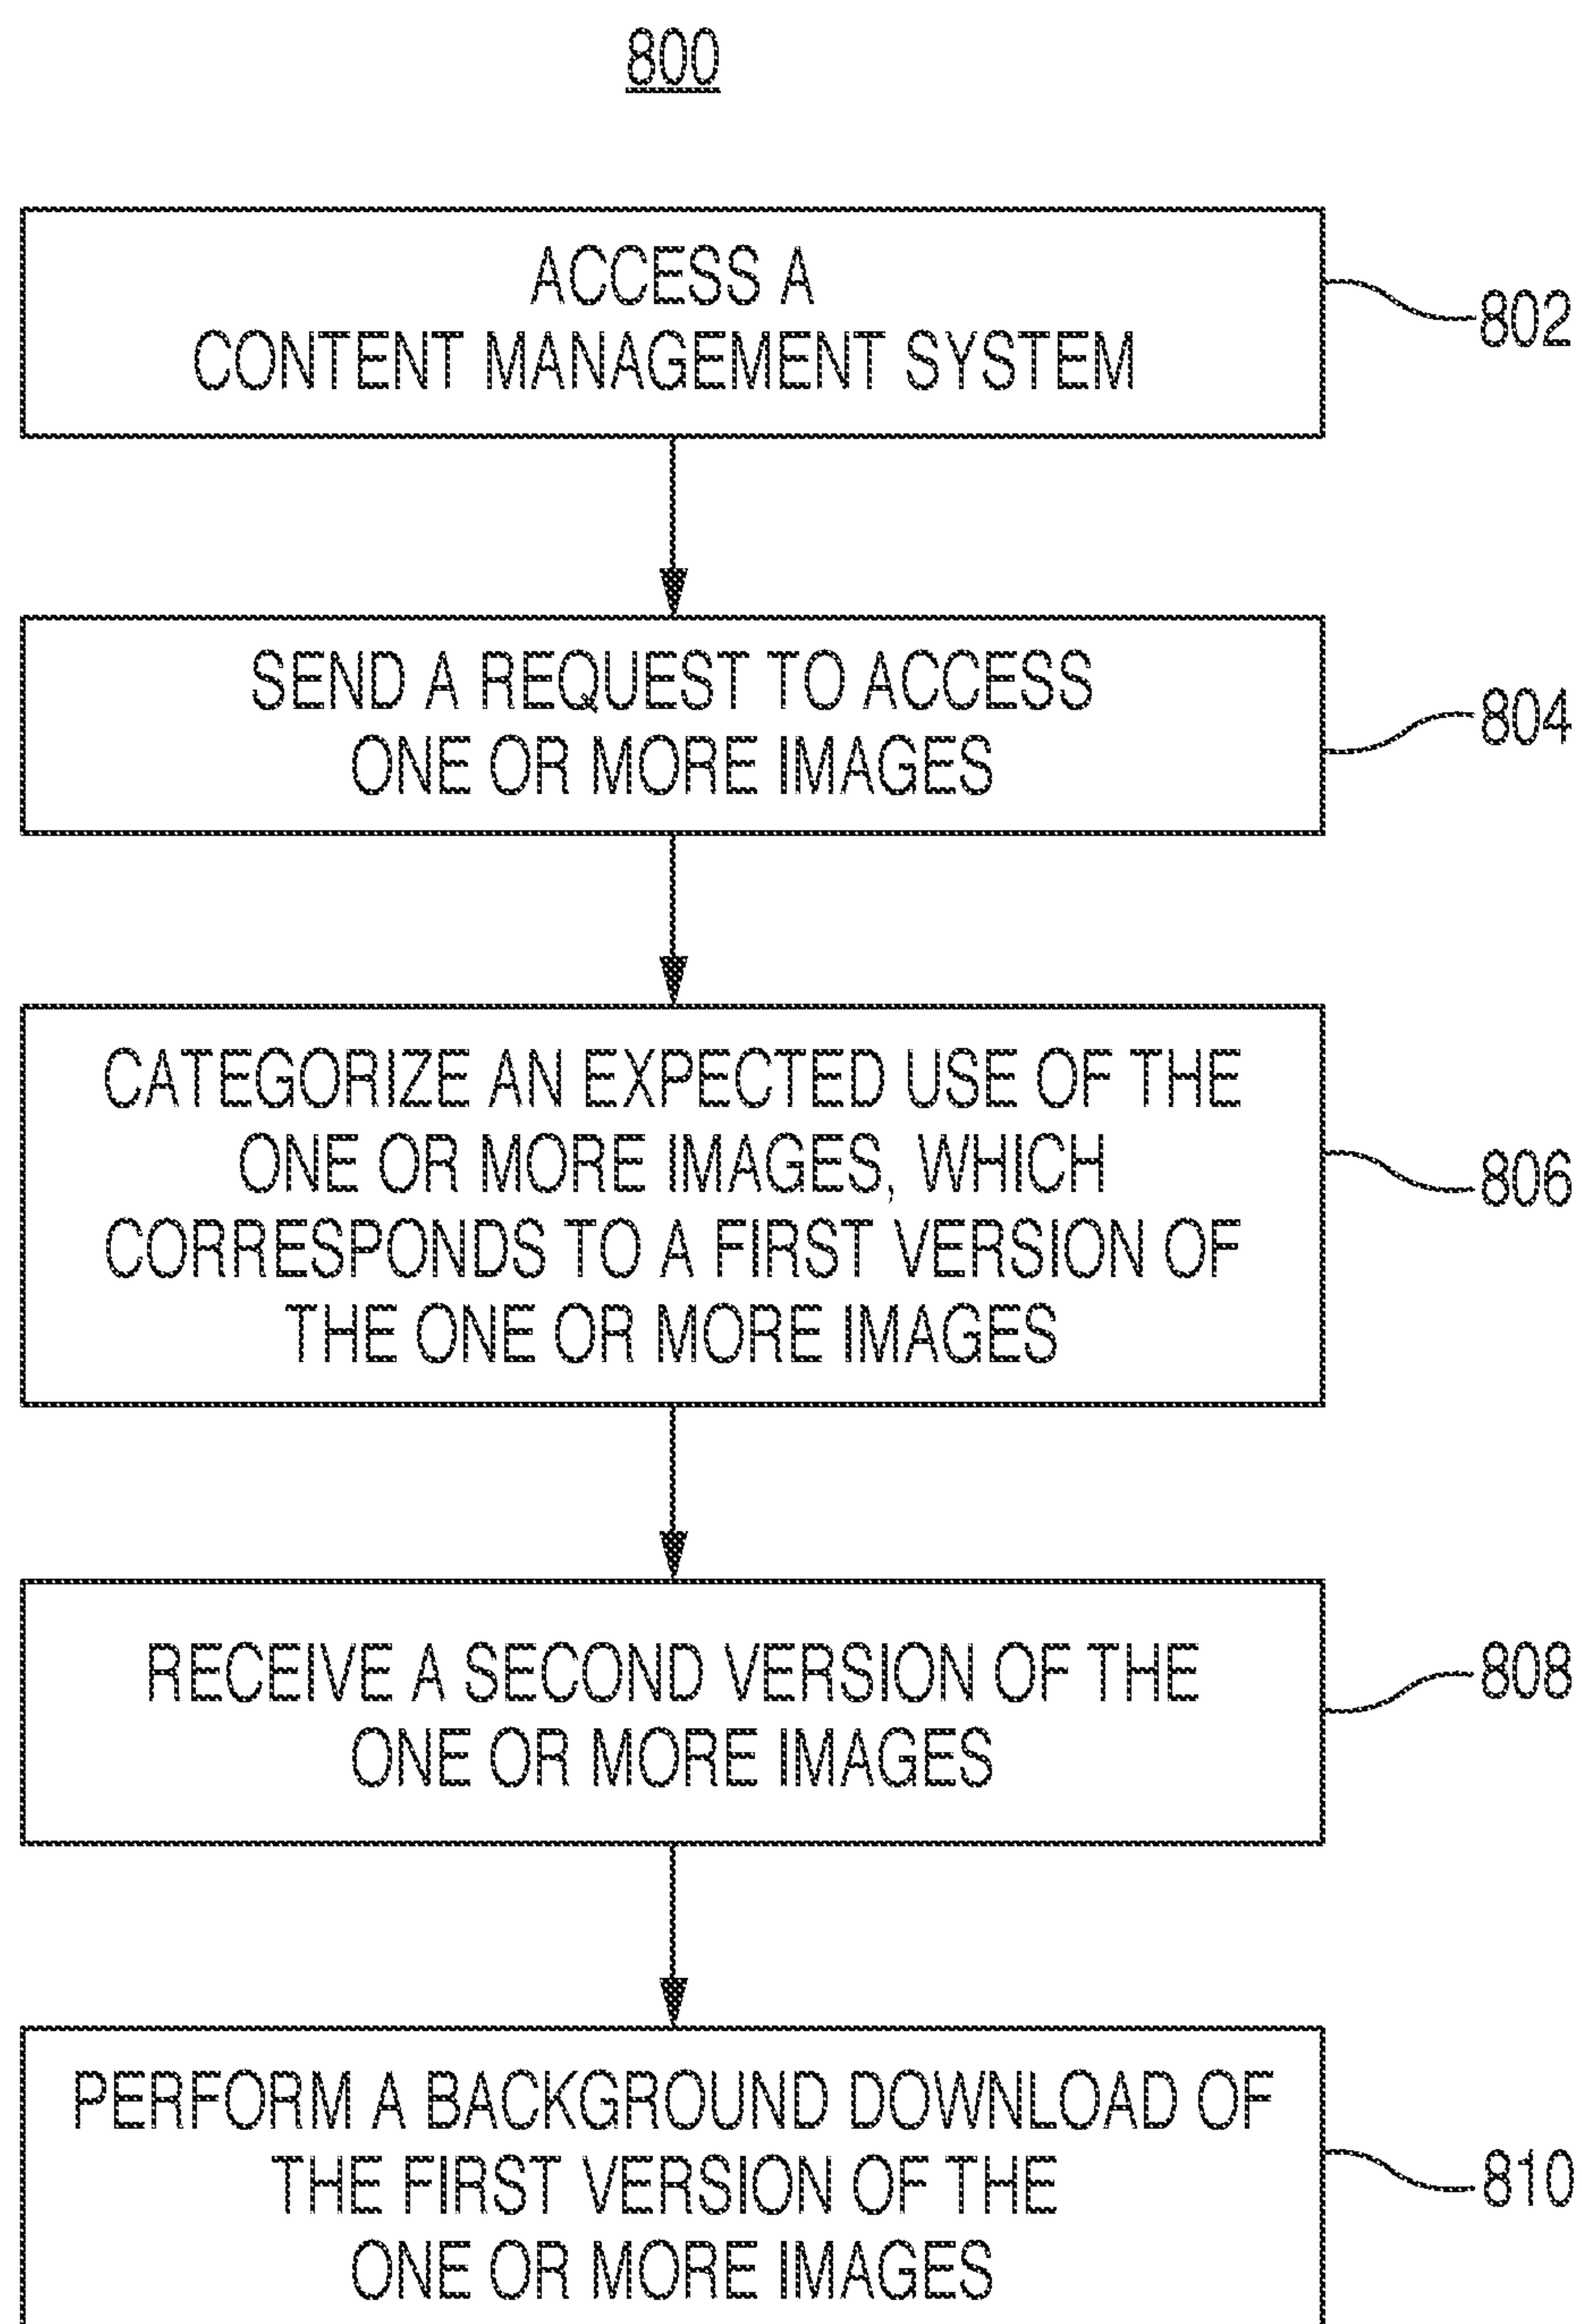 800
ACCESS A
CONTENT MANAGEMENT SYSTEM
802
SEND A REQUEST TO ACCESS
ONE OR MORE IMAGES
804
CATEGORIZE AN EXPECTED USE OF THE
ONE OR MORE IMAGES, WHICH
CORRESPONDS TO A FIRST VERSION OF
THE ONE OR MORE IMAGES
806
RECEIVE A SECOND VERSION OF THE
ONE OR MORE IMAGES
808
PERFORM A BACKGROUND DOWNLOAD OF
THE FIRST VERSION OF THE
ONE OR MORE IMAGES
810